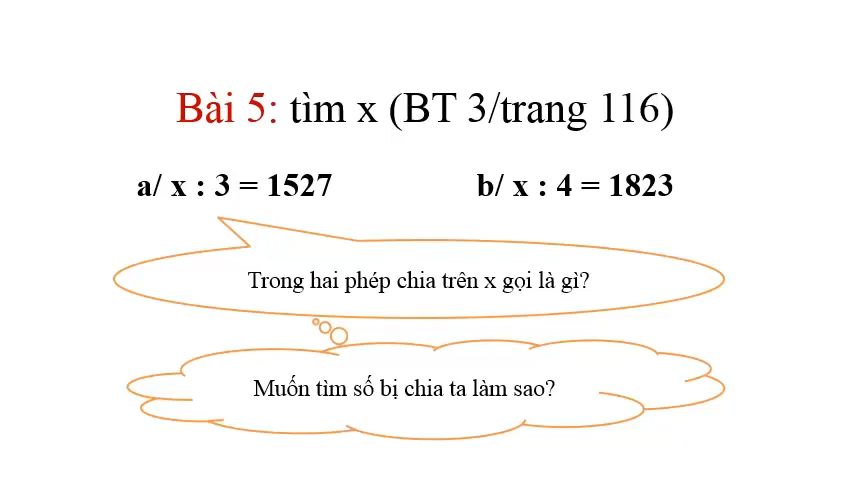 Bài 5: tìm x (BT 3/trang 116)
a/ x : 3 = 1527
b/ x : 4 = 1823
Trong hai phép chia trên x gọi là gì?
Muốn tìm số bị chia ta làm sao?